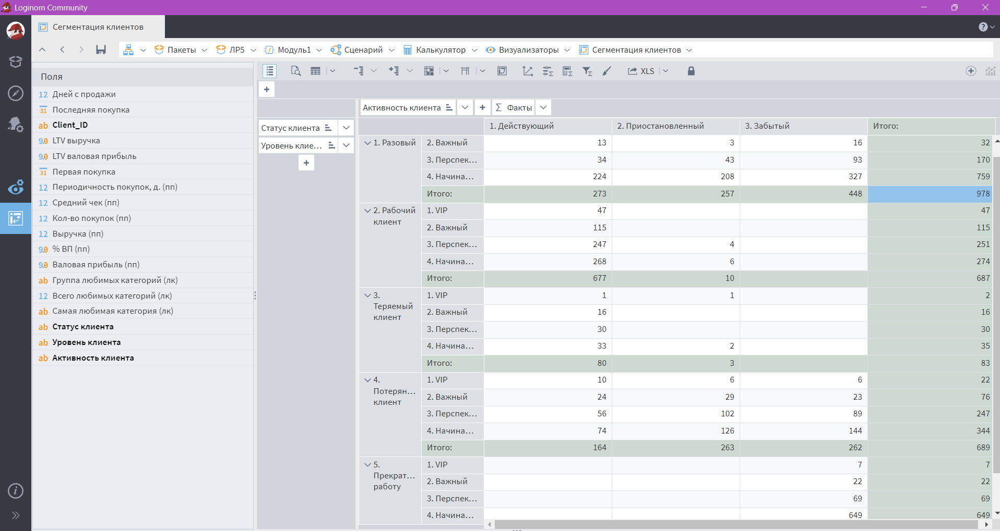 Loginom Community
Сегментация клиентов
Пакеты ЛР5 Модуль1 Сценарий Калькулятор Визуализаторы Сегментация клиентов
XLS
Поля
12 Дней с продажи
31 Последняя покупка
ab Client_ID
9.0 LTV выручка
9.0 LTV валовая прибыль
31 Первая покупка
12 Периодичность покупок, д. (пп)
12 Средний чек (пп)
12 Кол-во покупок (пп)
12 Выручка (пп)
9.0 % ВП (пп)
9.0 Валовая прибыль (пп)
ab Группа любимых категорий (лк)
12 Всего любимых категорий (лк)
ab Самая любимая категория (лк)
ab Статус клиента
ab Уровень клиента
ab Активность клиента
Активность клиента + Σ Факты
Статус клиента
Уровень клие...
1. Действующий 2. Приостановленный 3. Забытый Итого:
1. Разовый 2. Важный 13 3 16 32
3. Перспек... 34 43 93 170
4. Начина... 224 208 327 759
Итого: 273 257 448 978
2. Рабочий клиент 1. VIP 47 47
2. Важный 115 115
3. Перспек... 247 4 251
4. Начина... 268 6 274
Итого: 677 10 687
3. Теряемый клиент 1. VIP 1 1 2
2. Важный 16 16
3. Перспек... 30 30
4. Начина... 33 2 35
Итого: 80 3 83
4. Потерян... клиент 1. VIP 10 6 6 22
2. Важный 24 29 23 76
3. Перспек... 56 102 89 247
4. Начина... 74 126 144 344
Итого: 164 263 262 689
5. Прекрат... работу 1. VIP 7 7
2. Важный 22 22
3. Перспек... 69 69
4. Начина... 649 649